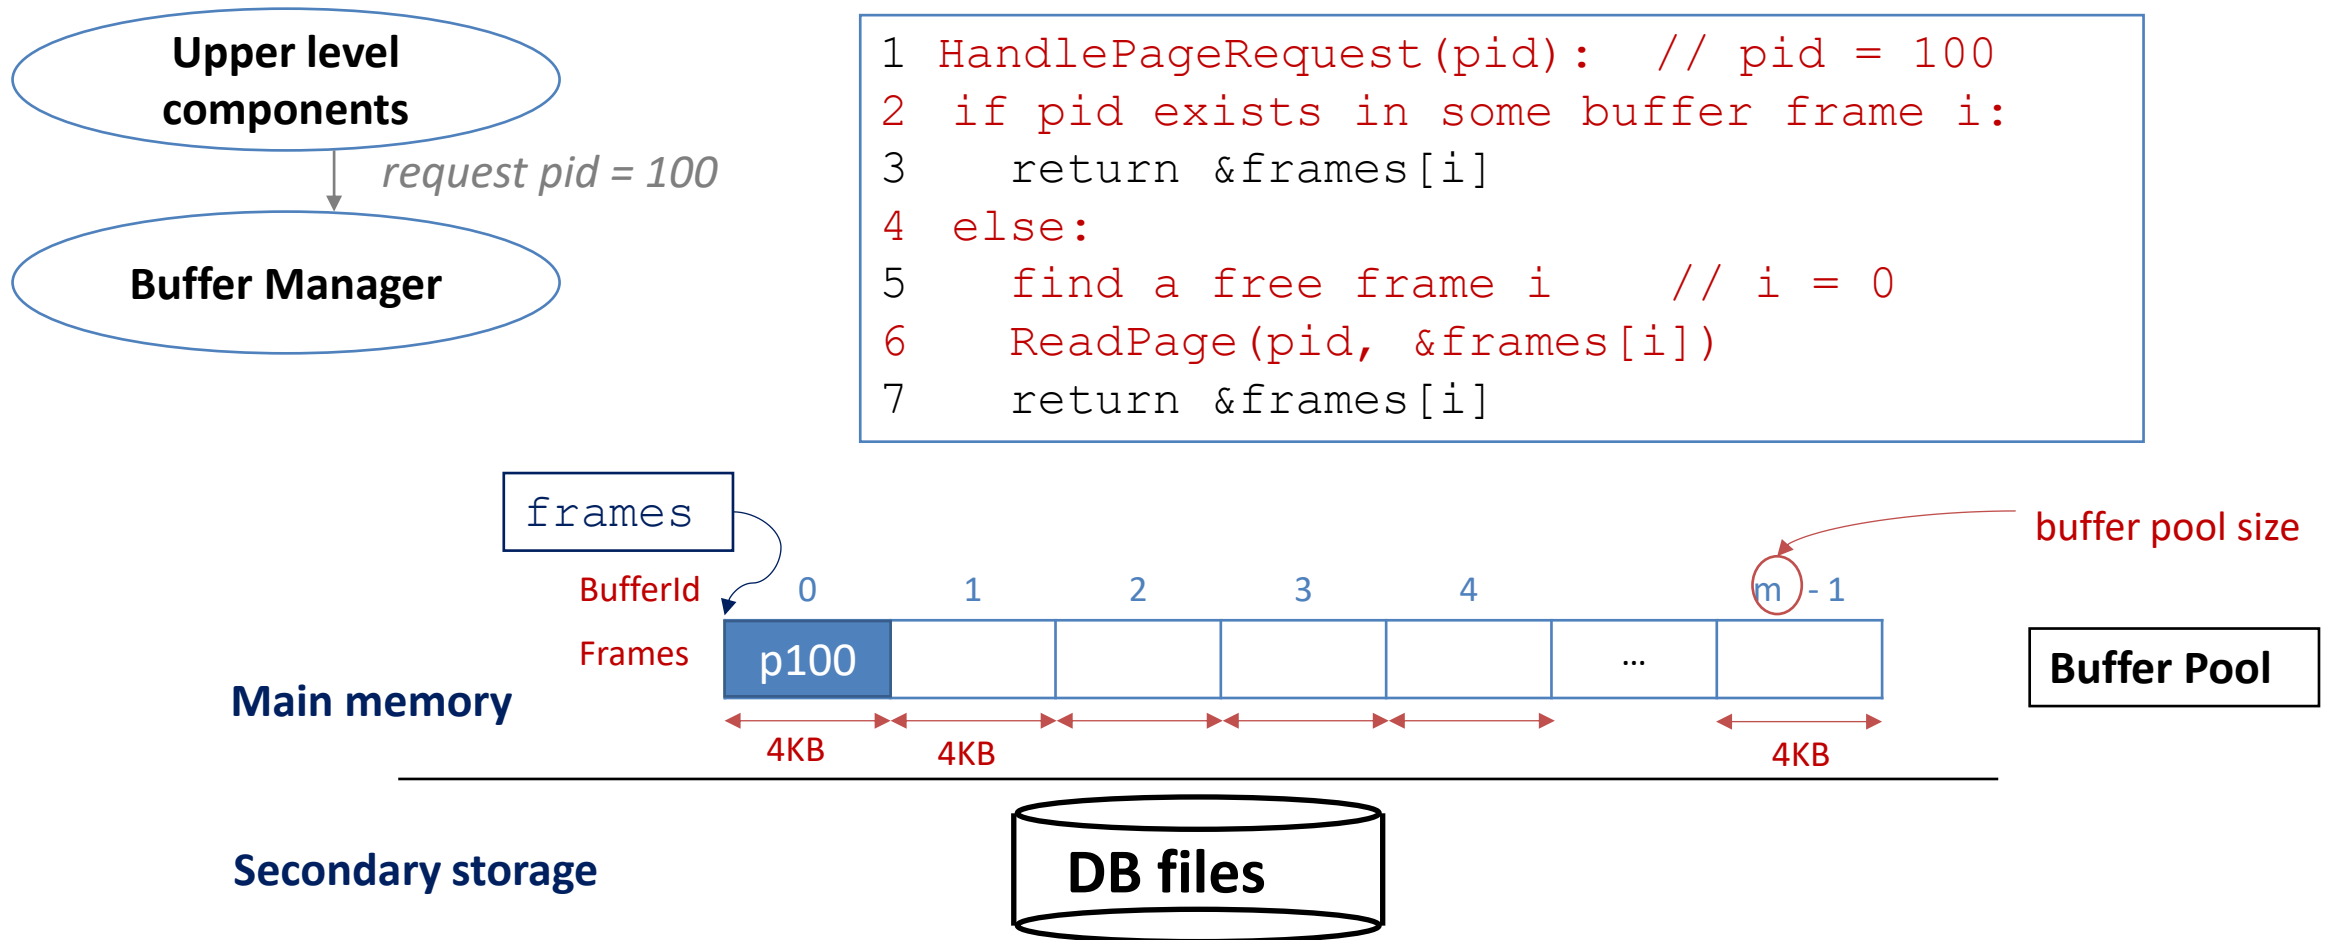 Upper level
components
request pid = 100
Buffer Manager
1 HandlePageRequest(pid): // pid = 100
2 if pid exists in some buffer frame i:
3 return &frames[i]
4 else:
5 find a free frame i // i = 0
6 ReadPage(pid, &frames[i])
7 return &frames[i]
frames
buffer pool size
BufferId 0 1 2 3 4 m - 1
Frames p100 ...
Buffer Pool
Main memory
4KB 4KB 4KB
Secondary storage
DB files